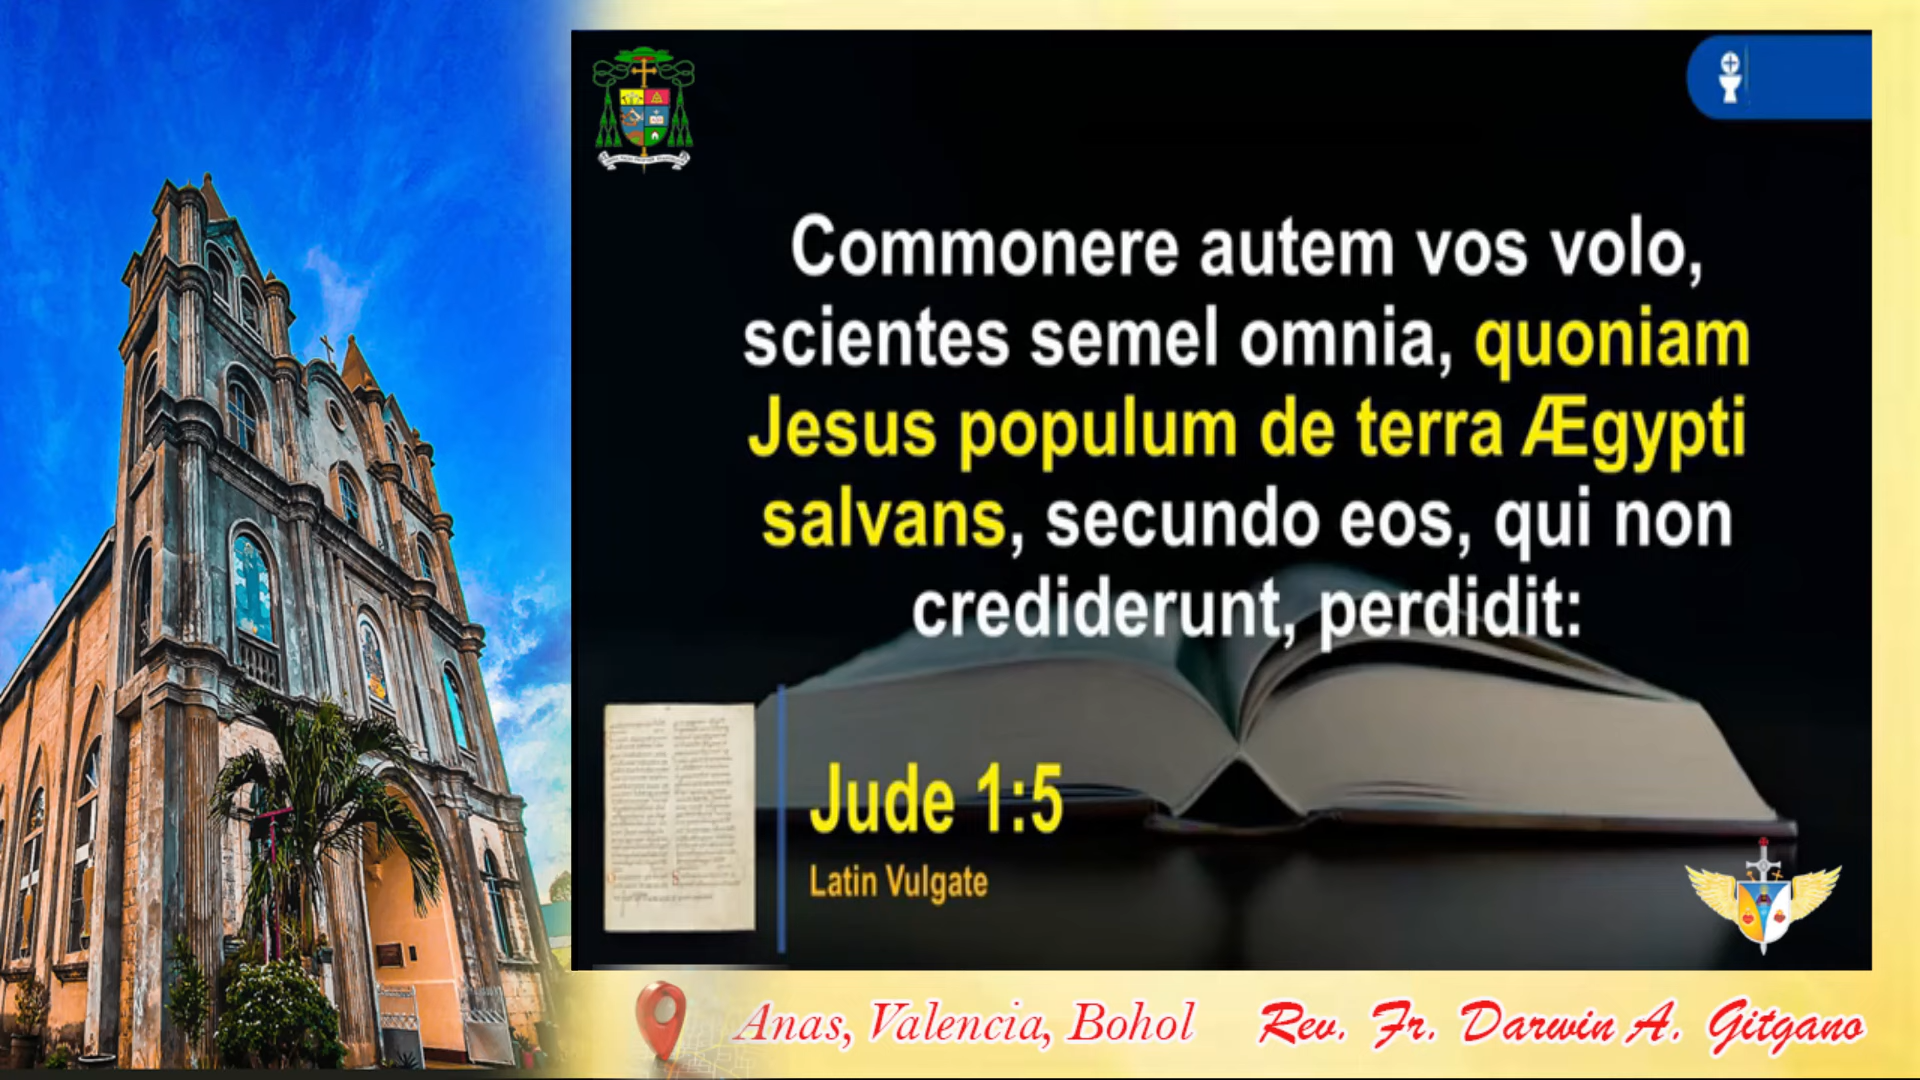 Commonere autem vos volo,
scientes semel omnia, quoniam
Jesus populum de terra Ægypti
salvans, secundo eos, qui non
crediderunt, perdidit:
Jude 1:5
Latin Vulgate
Anas, Valencia, Bohol
Rev. Fr. Darwin A. Gitgano